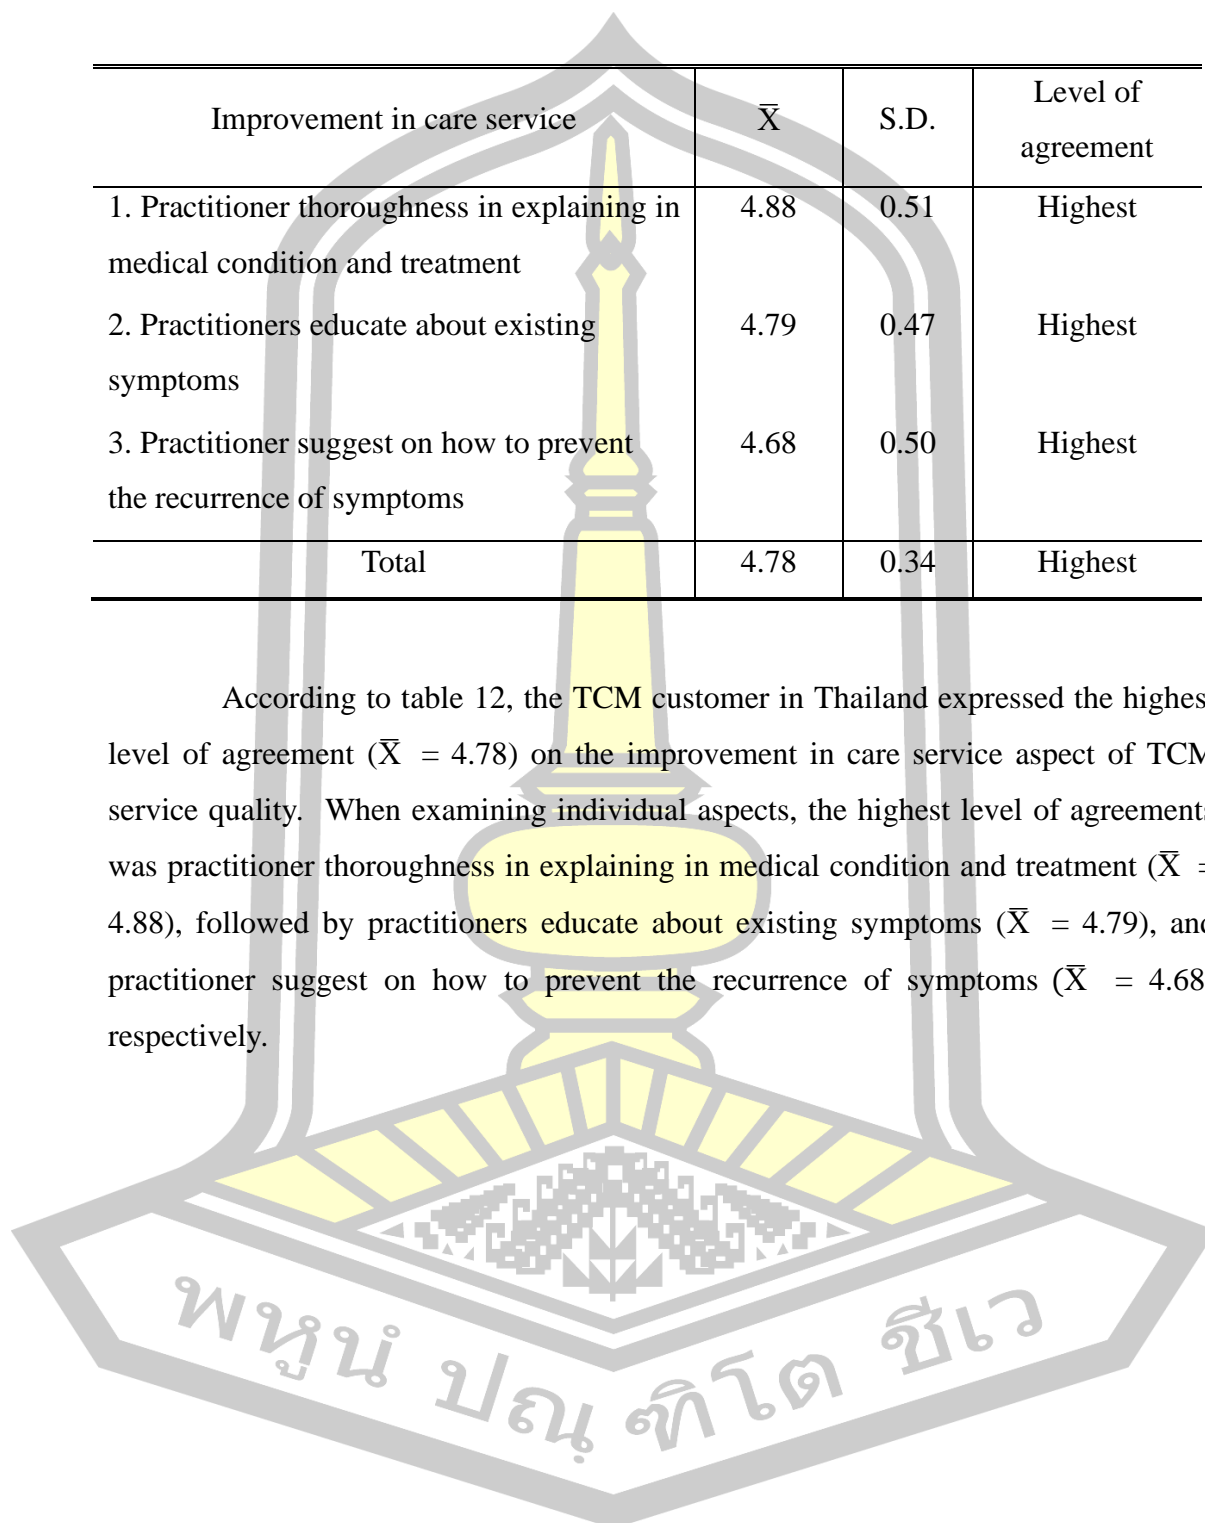 Improvement in care service X̅ S.D. Level of agreement
1. Practitioner thoroughness in explaining in 4.88 0.51 Highest
medical condition and treatment
2. Practitioners educate about existing 4.79 0.47 Highest
symptoms
3. Practitioner suggest on how to prevent 4.68 0.50 Highest
the recurrence of symptoms
Total 4.78 0.34 Highest
According to table 12, the TCM customer in Thailand expressed the highes
level of agreement (X̅ = 4.78) on the improvement in care service aspect of TCM
service quality. When examining individual aspects, the highest level of agreements
was practitioner thoroughness in explaining in medical condition and treatment (X̅ =
4.88), followed by practitioners educate about existing symptoms (X̅ = 4.79), and
practitioner suggest on how to prevent the recurrence of symptoms (X̅ = 4.68
respectively.
พหูนํ ปณฺฑิโต ชีเว